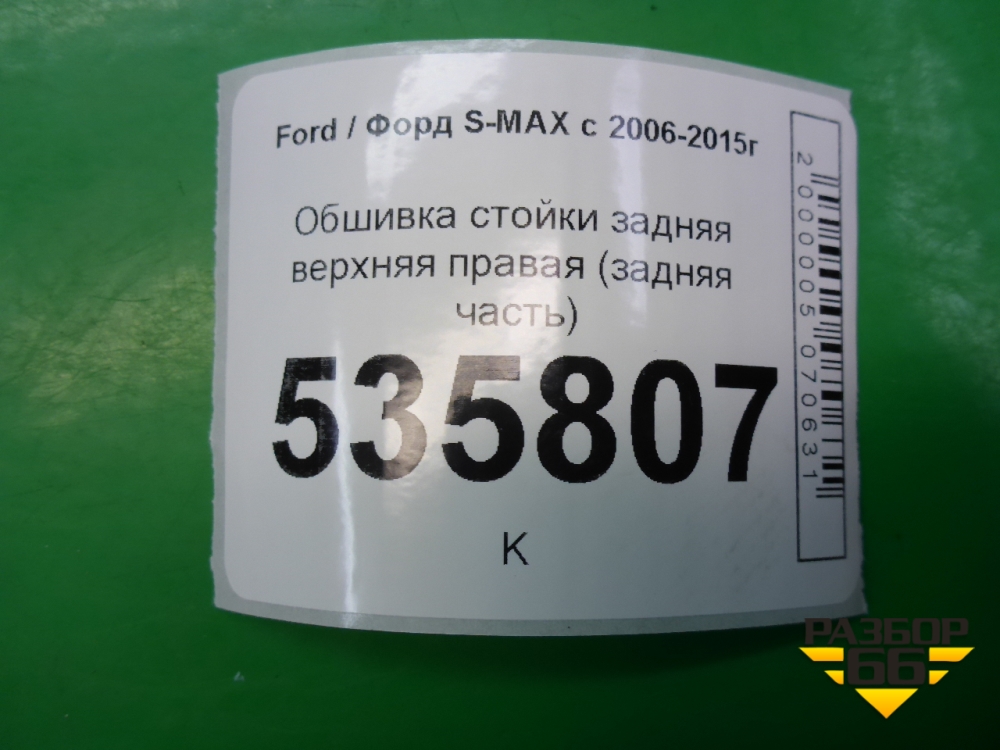 Ford / Форд S-MAX с 2006-2015г
Обшивка стойки задняя
верхняя правая (задняя
часть)
535807
К
2000005070631
РАЗБОР
66